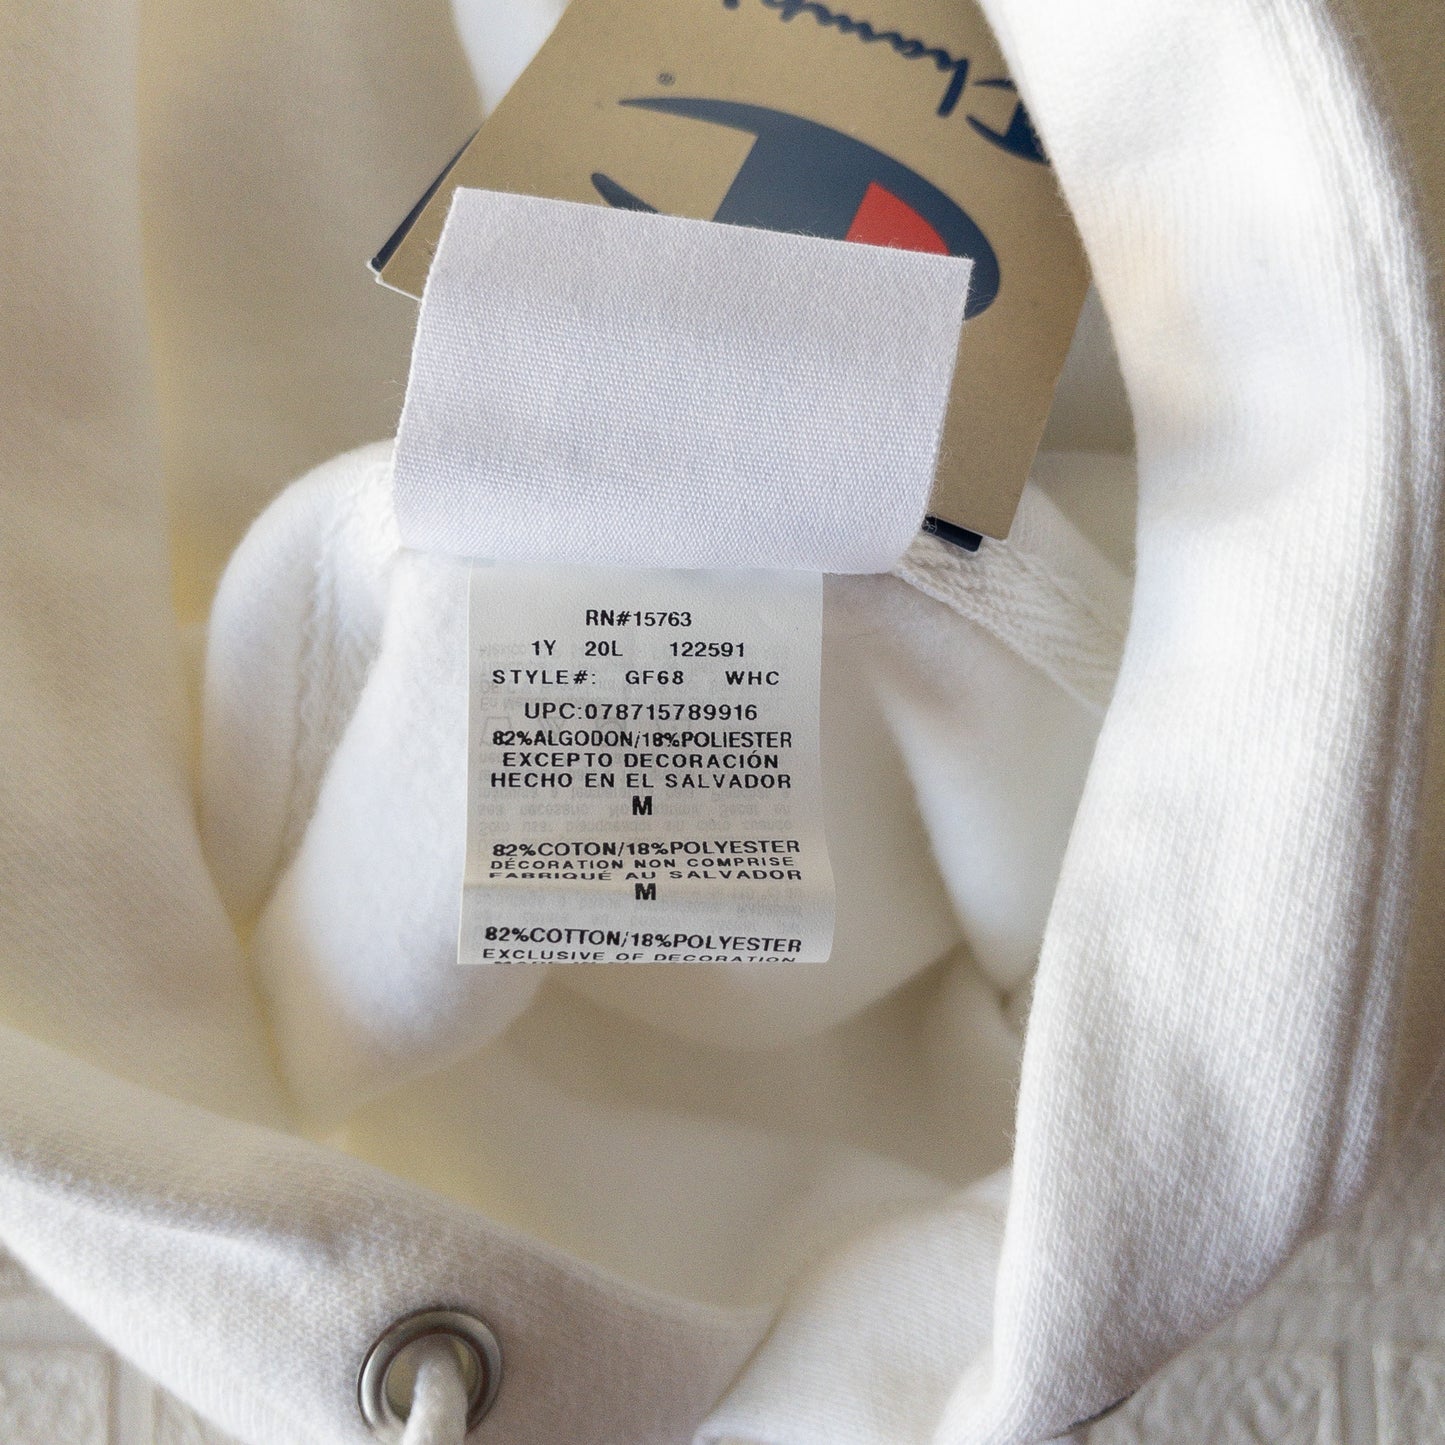 Champi
®
RN#15763
1Y 20L 122591
STYLE#: GF68 WHC
UPC:078715789916
82%ALGODON/18%POLIESTER
EXCEPTO DECORACIÓN
HECHO EN EL SALVADOR
M
82%COTON/18%POLYESTER
DÉCORATION NON COMPRISE
FABRIQUÉ AU SALVADOR
M
82%COTTON/18%POLYESTER
EXCLUSIVE OF DECORATION